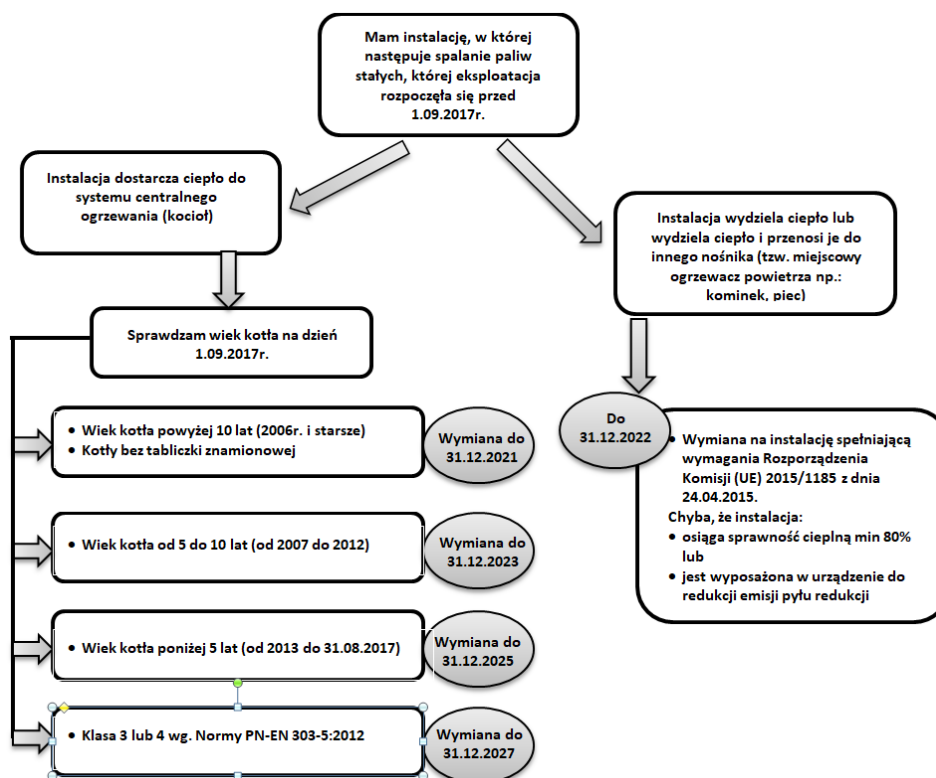 Mam instalację, w której
następuje spalanie paliw
stałych, której eksploatacja
rozpoczęła się przed
1.09.2017r.
Instalacja dostarcza ciepło do
systemu centralnego
ogrzewania (kocioł)
Instalacja wydziela ciepło lub
wydziela ciepło i przenosi je do
innego nośnika (tzw. miejscowy
ogrzewacz powietrza np.:
kominek, piec)
Sprawdzam wiek kotła na dzień
1.09.2017r.
• Wiek kotła powyżej 10 lat (2006r. i starsze)
• Kotły bez tabliczki znamionowej
Wymiana do
31.12.2021
• Wiek kotła od 5 do 10 lat (od 2007 do 2012)
Wymiana do
31.12.2023
• Wiek kotła poniżej 5 lat (od 2013 do 31.08.2017)
Wymiana do
31.12.2025
• Klasa 3 lub 4 wg. Normy PN-EN 303-5:2012
Wymiana do
31.12.2027
Do
31.12.2022
• Wymiana na instalację spełniającą
wymagania Rozporządzenia
Komisji (UE) 2015/1185 z dnia
24.04.2015.
Chyba, że instalacja:
• osiąga sprawność cieplną min 80%
lub
• jest wyposażona w urządzenie do
redukcji emisji pyłu redukcji